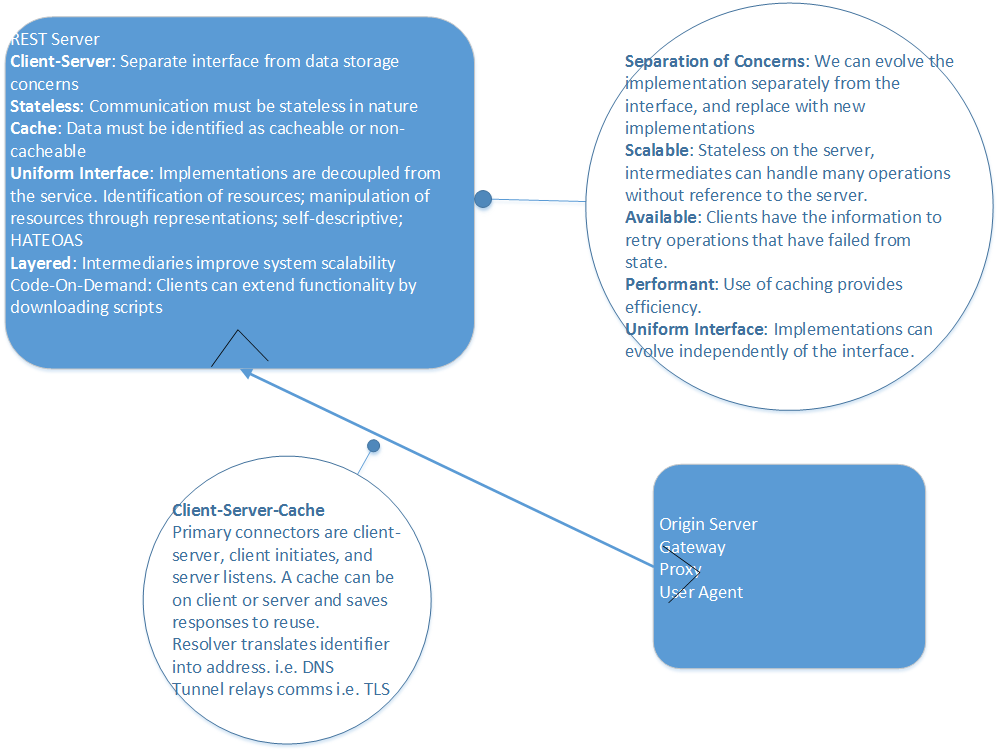 REST Server
Client-Server: Separate interface from data storage
concerns
Stateless: Communication must be stateless in nature
Cache: Data must be identified as cacheable or non-
cacheable
Uniform Interface: Implementations are decoupled from
the service. Identification of resources; manipulation of
resources through representations; self-descriptive;
HATEOAS
Layered: Intermediaries improve system scalability
Code-On-Demand: Clients can extend functionality by
downloading scripts
Separation of Concerns: We can evolve the
implementation separately from the
interface, and replace with new
implementations
Scalable: Stateless on the server,
intermediates can handle many operations
without reference to the server.
Available: Clients have the information to
retry operations that have failed from
state.
Performant: Use of caching provides
efficiency.
Uniform Interface: Implementations can
evolve independently of the interface.
Client-Server-Cache
Primary connectors are client-
server, client initiates, and
server listens. A cache can be
on client or server and saves
responses to reuse.
Resolver translates identifier
into address. i.e. DNS
Tunnel relays comms i.e. TLS
Origin Server
Gateway
Proxy
User Agent